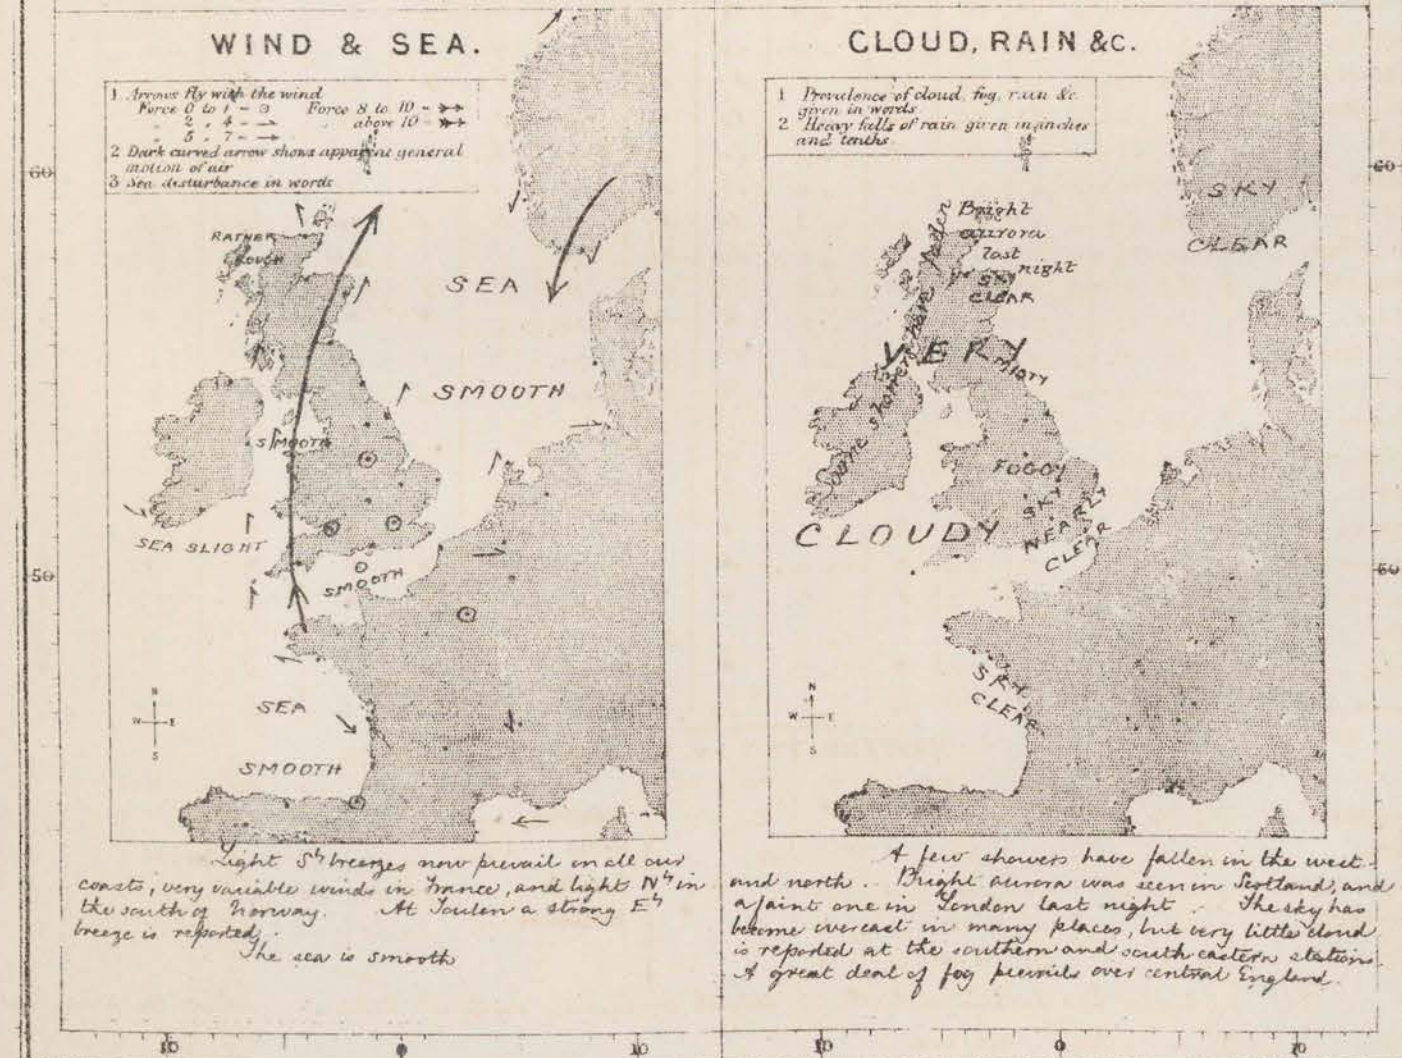 WIND & SEA.
1 Arrows fly with the wind
Force 0 to 1 - ⊙ Force 8 to 10 -
" 2 " 4 - " above 10 -
" 5 " 7 -
2 Dark curved arrow shows apparent general
motion of air
3 Sea disturbance in words
60
RATHER
ROUGH
SEA
SMOOTH
SMOOTH
SEA SLIGHT
SMOOTH
50
SEA
SMOOTH
N
W E
S
Light Sly breezes now prevail on all our
coasts, very variable winds in France, and light Nly in
the south of Norway. At Toulon a strong Ely
breeze is reported.
The sea is smooth
10 0 10
CLOUD, RAIN &C.
1 Prevalence of cloud, fog, rain &c
given in words
2 Heavy falls of rain given in inches
and tenths
60
SKY
CLEAR
Bright
aurora
last
night
SKY
CLEAR
Some showers have fallen
VERY
MISTY
FOGGY
CLOUDY
SKY
NEARLY
CLEAR
50
SKY
CLEAR
N
W E
S
A few showers have fallen in the west
and north. Bright aurora was seen in Scotland, and
a faint one in London last night. The sky has
become overcast in many places, but very little cloud
is reported at the southern and south eastern stations.
A great deal of fog prevails over central England.
10 0 10